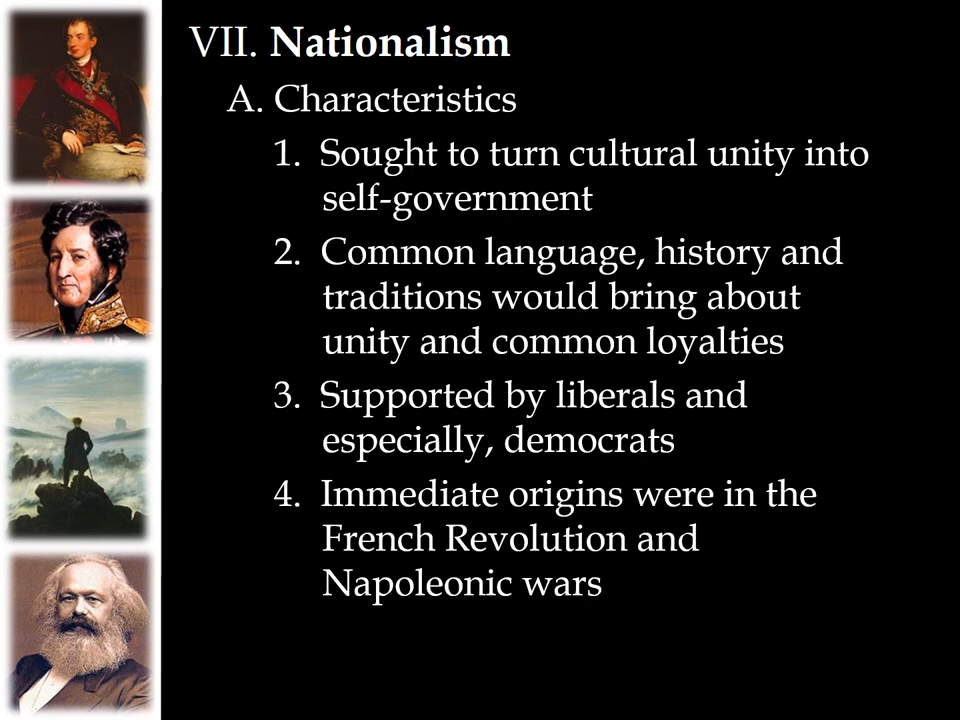 VII. Nationalism
A. Characteristics
1. Sought to turn cultural unity into
self-government
2. Common language, history and
traditions would bring about
unity and common loyalties
3. Supported by liberals and
especially, democrats
4. Immediate origins were in the
French Revolution and
Napoleonic wars